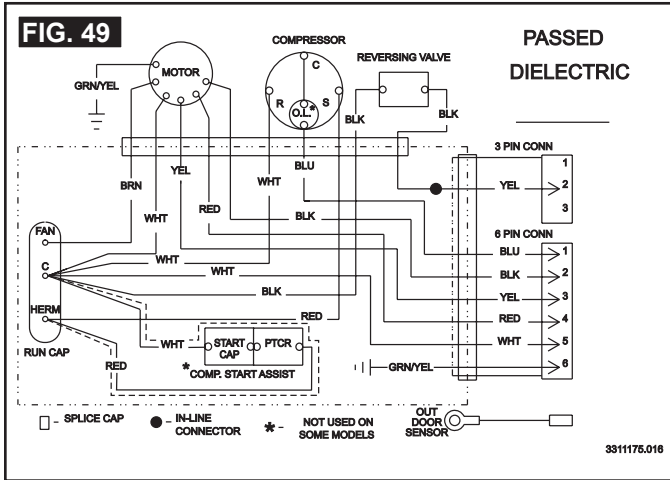 FIG. 49
COMPRESSOR
PASSED
DIELECTRIC
REVERSING VALVE
MOTOR
C
GRN/YEL
R
O.L.*
S
BLK
BLK
3 PIN CONN
1
YEL
2
3
BLU
YEL
WHT
BRN
WHT
RED
BLK
6 PIN CONN
FAN
BLU
1
WHT
BLK
2
C
WHT
YEL
3
BLK
HERM
RED
RED
4
WHT
START CAP
PTCR
WHT
5
RUN CAP
RED
* COMP. START ASSIST
GRN/YEL
6
- SPLICE CAP
- IN-LINE CONNECTOR
* - NOT USED ON SOME MODELS
OUT DOOR SENSOR
3311175.016